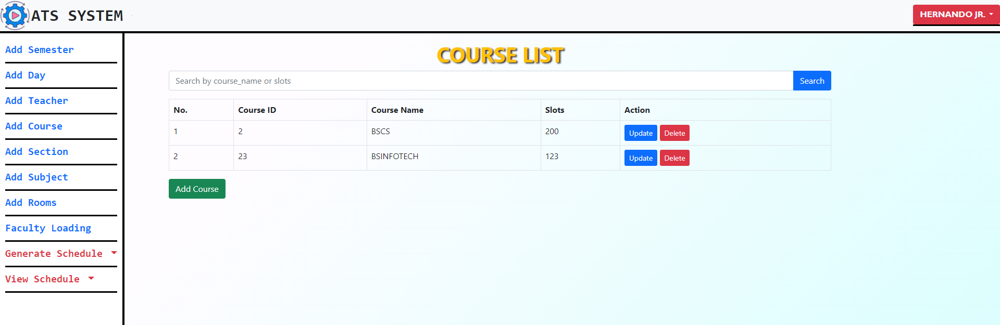 ATS SYSTEM
HERNANDO JR.
Add Semester
Add Day
Add Teacher
Add Course
Add Section
Add Subject
Add Rooms
Faculty Loading
Generate Schedule
View Schedule
COURSE LIST
Search by course_name or slots Search
No. Course ID Course Name Slots Action
1 2 BSCS 200 Update Delete
2 23 BSINFOTECH 123 Update Delete
Add Course